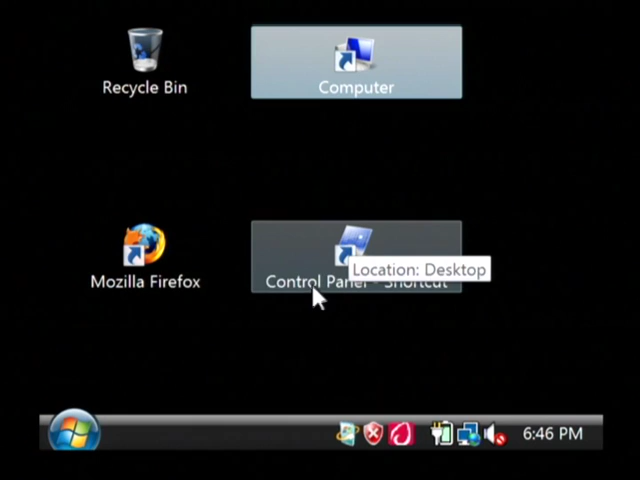 Recycle Bin
Computer
Mozilla Firefox
Control Panel - Shortcut
Location: Desktop
6:46 PM